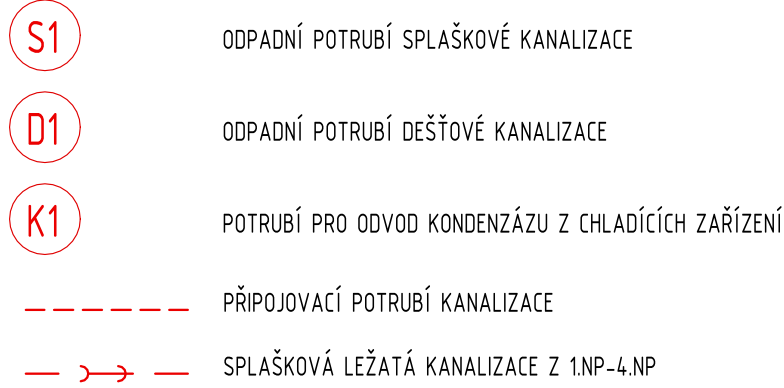 S1 ODPADNÍ POTRUBÍ SPLAŠKOVÉ KANALIZACE
D1 ODPADNÍ POTRUBÍ DEŠŤOVÉ KANALIZACE
K1 POTRUBÍ PRO ODVOD KONDENZÁZU Z CHLADÍCÍCH ZAŘÍZENÍ
PŘIPOJOVACÍ POTRUBÍ KANALIZACE
SPLAŠKOVÁ LEŽATÁ KANALIZACE Z 1.NP-4.NP